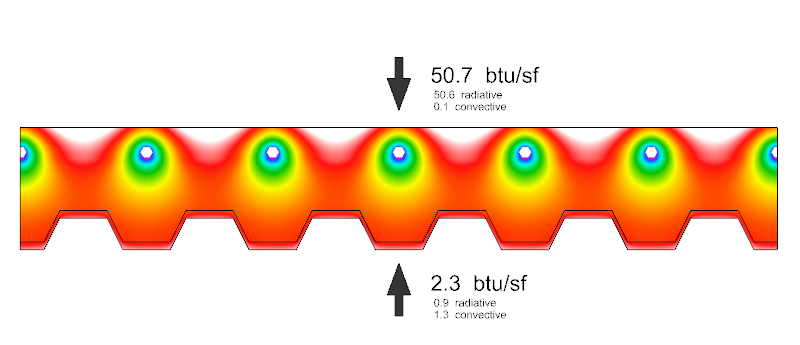 50.7 btu/sf
50.6 radiative
0.1 convective
2.3 btu/sf
0.9 radiative
1.3 convective